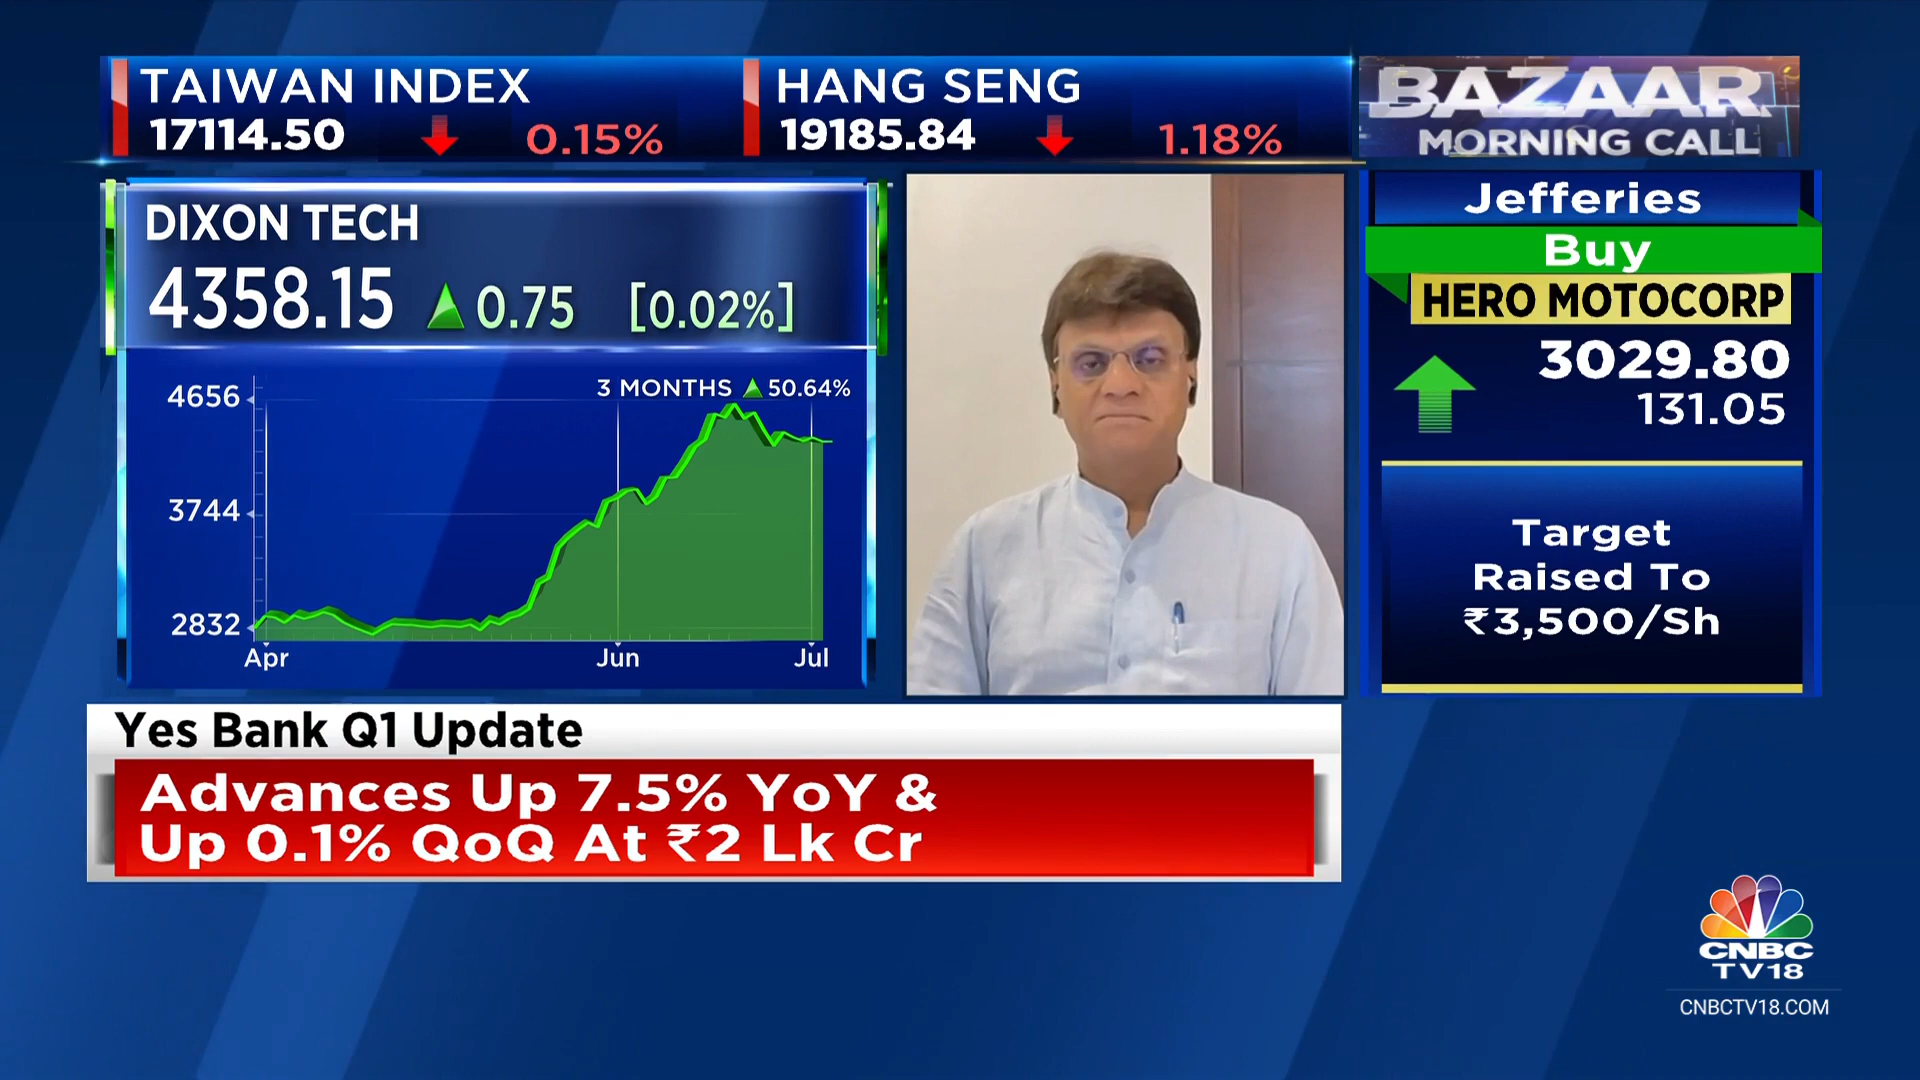 TAIWAN INDEX
17114.50 0.15%
HANG SENG
19185.84 1.18%
BAZAAR
MORNING CALL
DIXON TECH
4358.15 0.75 [0.02%]
3 MONTHS 50.64%
4656
3744
2832
Apr Jun Jul
Jefferies
Buy
HERO MOTOCORP
3029.80
131.05
Target
Raised To
₹3,500/Sh
Yes Bank Q1 Update
Advances Up 7.5% YoY &
Up 0.1% QoQ At ₹2 Lk Cr
CNBC
TV18
CNBCTV18.COM